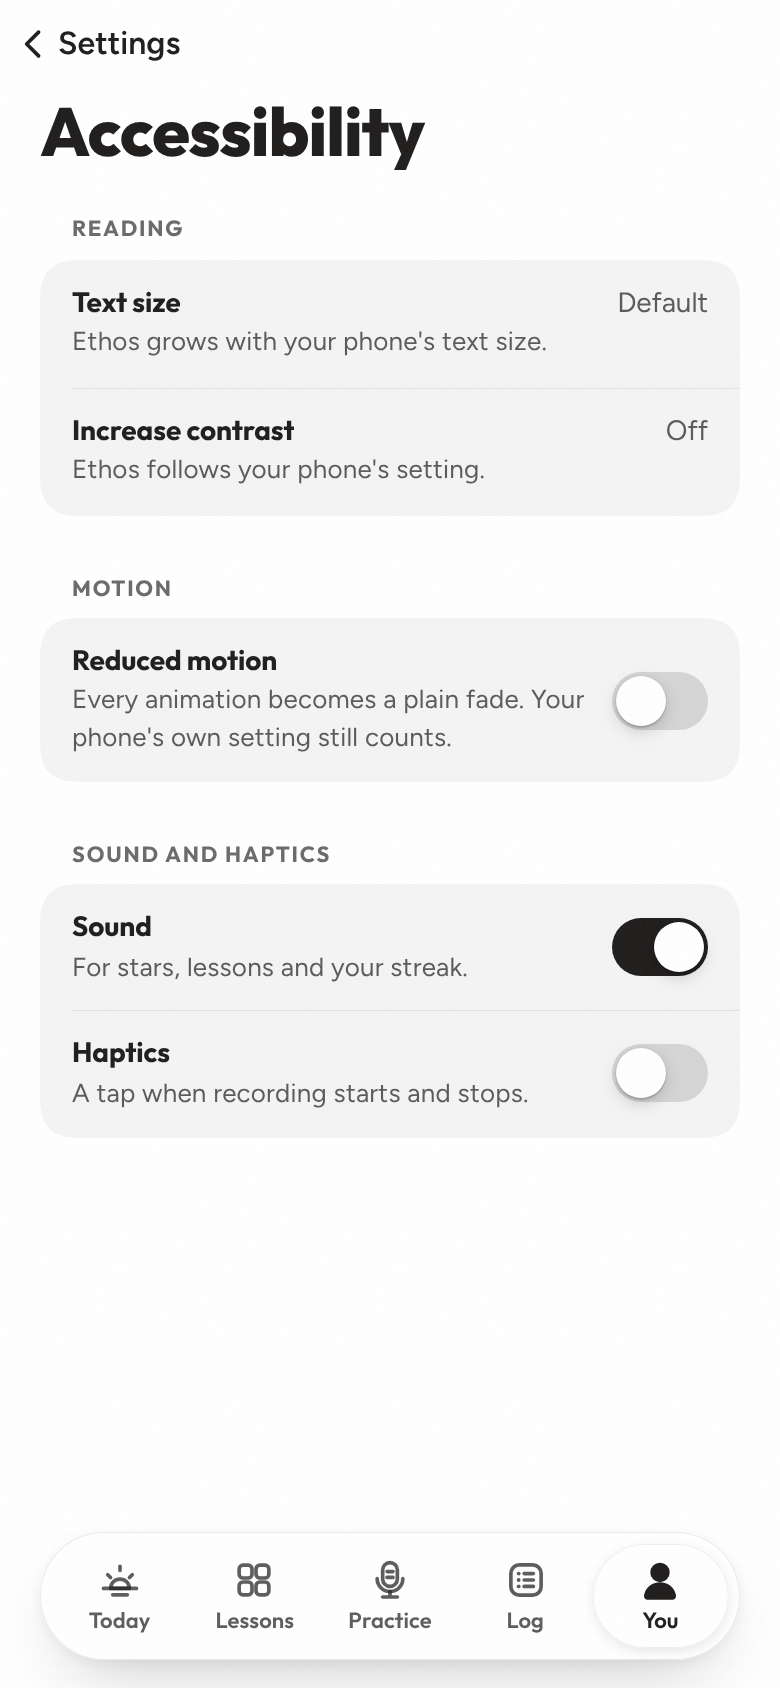 Settings
Accessibility
READING
Text size
Default
Ethos grows with your phone's text size.
Increase contrast
Off
Ethos follows your phone's setting.
MOTION
Reduced motion
Every animation becomes a plain fade. Your
phone's own setting still counts.
SOUND AND HAPTICS
Sound
For stars, lessons and your streak.
Haptics
A tap when recording starts and stops.
Today
Lessons
Practice
Log
You